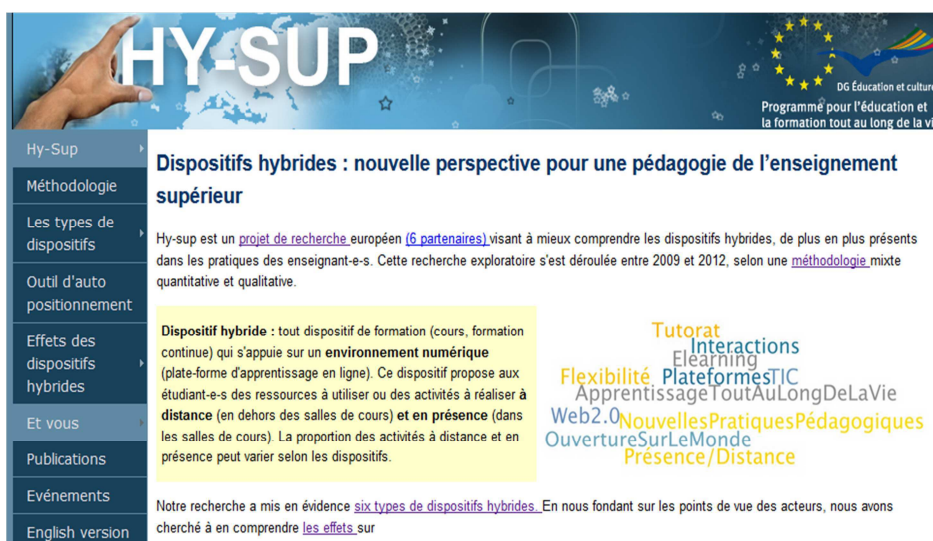 HY-SUP
DG Éducation et culture
Programme pour l'éducation et
la formation tout au long de la vi
Hy-Sup
Méthodologie
Les types de
dispositifs
Outil d'auto
positionnement
Effets des
dispositifs
hybrides
Et vous
Publications
Evénements
English version
Dispositifs hybrides : nouvelle perspective pour une pédagogie de l'enseignement
supérieur
Hy-sup est un projet de recherche européen (6 partenaires) visant à mieux comprendre les dispositifs hybrides, de plus en plus présents
dans les pratiques des enseignant-e-s. Cette recherche exploratoire s'est déroulée entre 2009 et 2012, selon une méthodologie mixte
quantitative et qualitative.
Dispositif hybride : tout dispositif de formation (cours, formation
continue) qui s'appuie sur un environnement numérique
(plate-forme d'apprentissage en ligne). Ce dispositif propose aux
étudiant-e-s des ressources à utiliser ou des activités à réaliser à
distance (en dehors des salles de cours) et en présence (dans
les salles de cours). La proportion des activités à distance et en
présence peut varier selon les dispositifs.
Tutorat
Interactions
Elearning
Flexibilité PlateformesTIC
ApprentissageToutAuLongDeLaVie
Web2.0NouvellesPratiquesPédagogiques
OuvertureSurLeMonde
Présence/Distance
Notre recherche a mis en évidence six types de dispositifs hybrides. En nous fondant sur les points de vue des acteurs, nous avons
cherché à en comprendre les effets sur